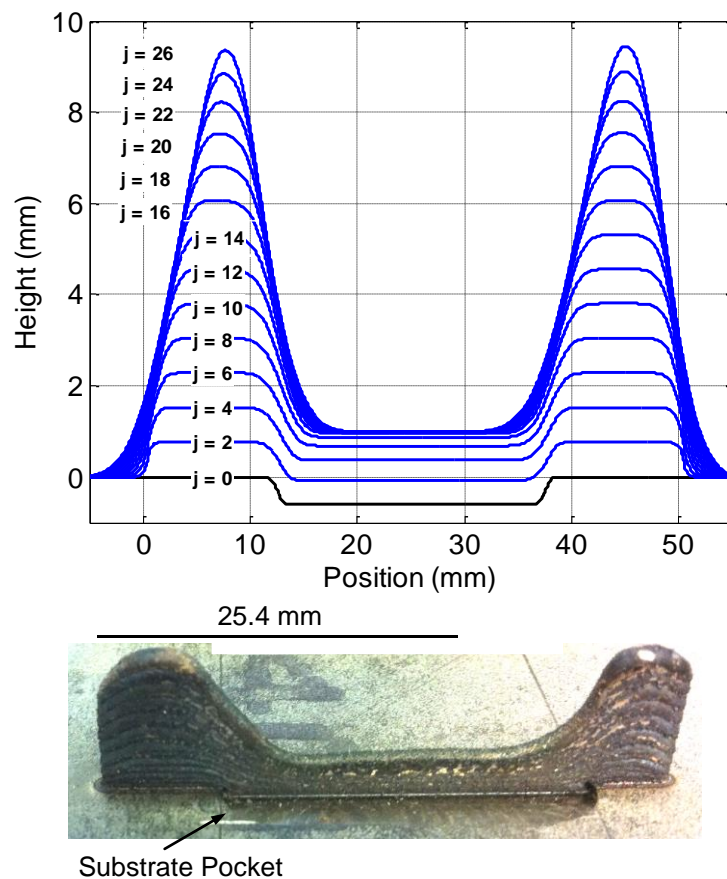 10
8
6
4
2
0
Height (mm)
j = 26
j = 24
j = 22
j = 20
j = 18
j = 16
j = 14
j = 12
j = 10
j = 8
j = 6
j = 4
j = 2
j = 0
0 10 20 30 40 50
Position (mm)
25.4 mm
Substrate Pocket